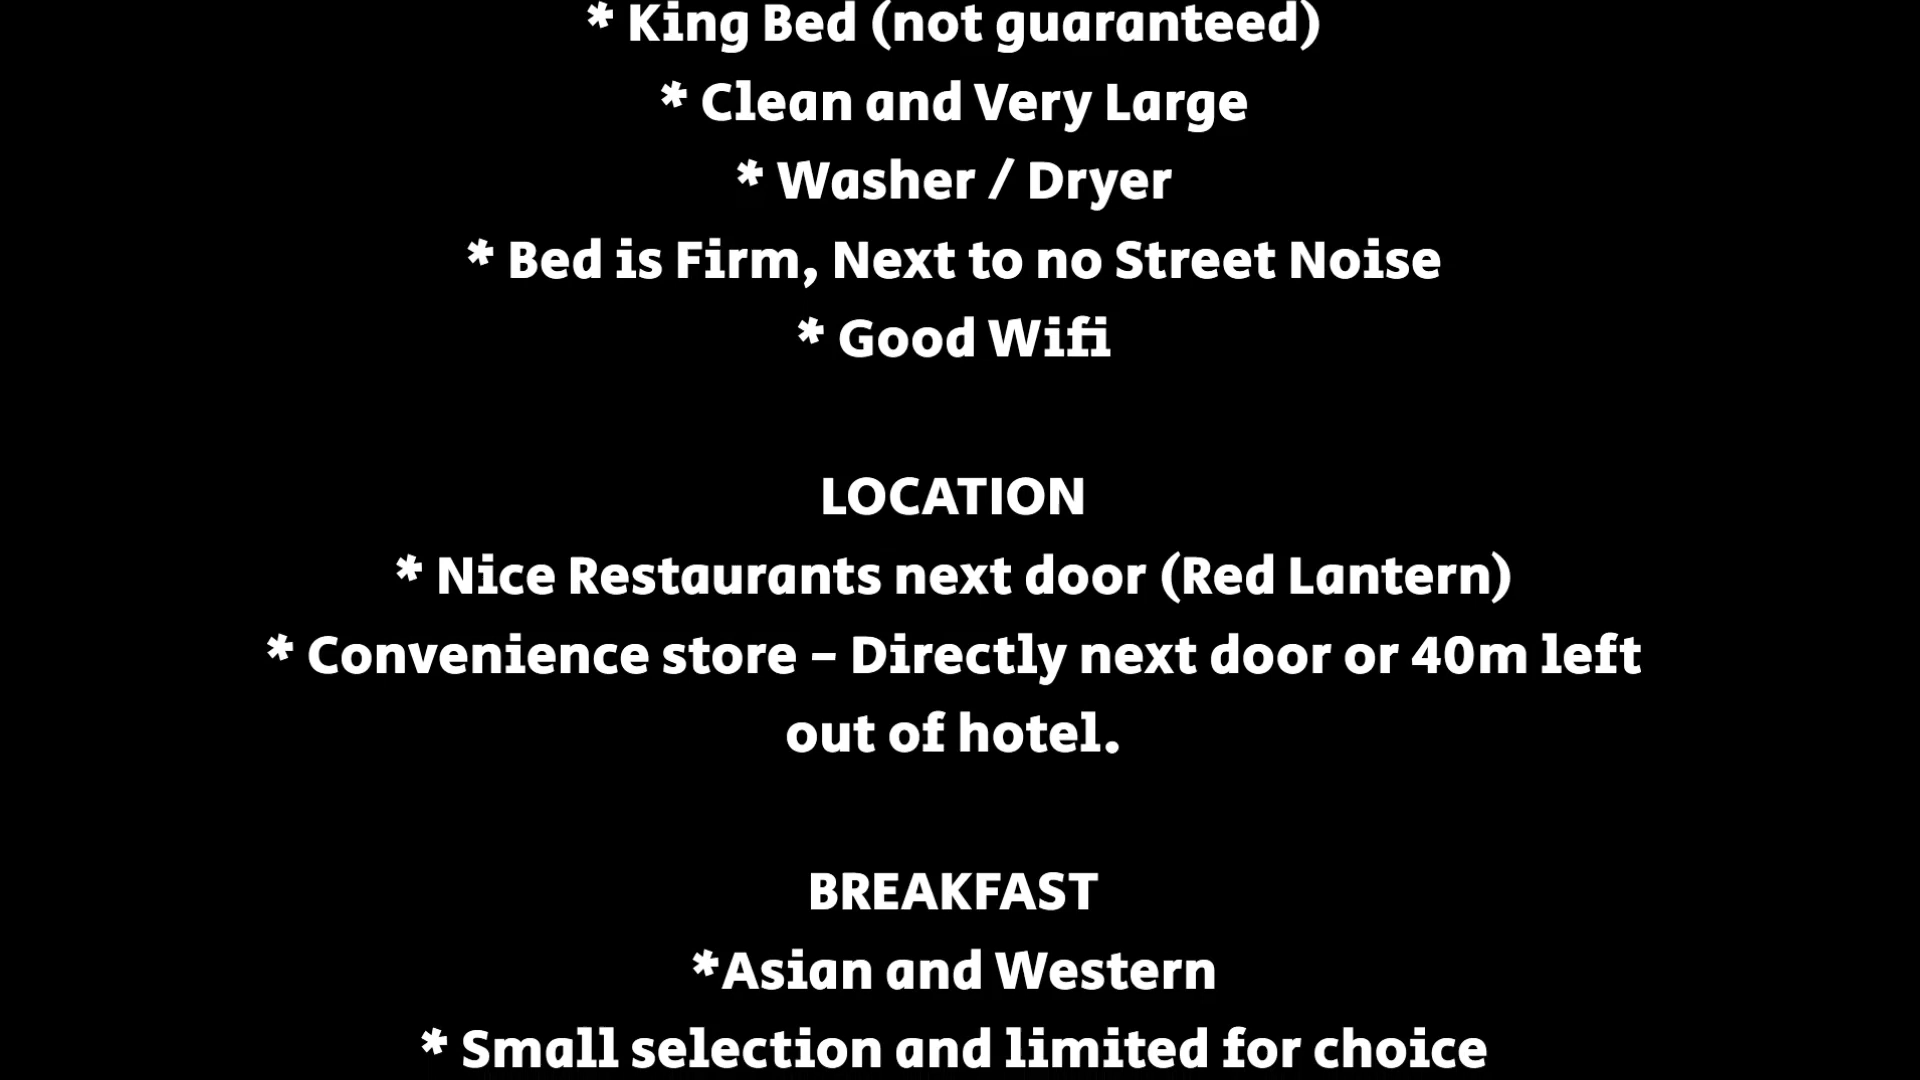 * King Bed (not guaranteed)
* Clean and Very Large
* Washer / Dryer
* Bed is Firm, Next to no Street Noise
* Good Wifi
LOCATION
* Nice Restaurants next door (Red Lantern)
* Convenience store – Directly next door or 40m left
out of hotel.
BREAKFAST
*Asian and Western
* Small selection and limited for choice